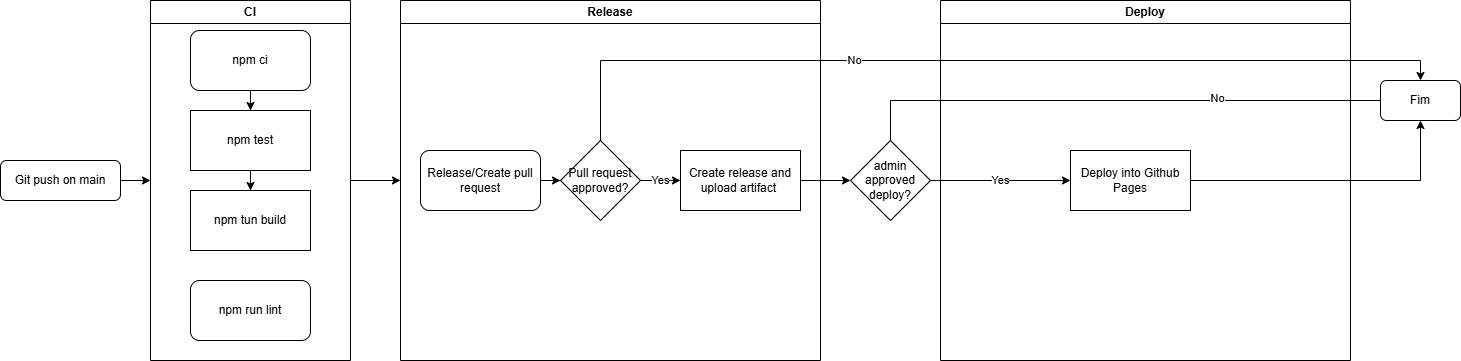 CI
Release
Deploy
npm ci
npm test
npm tun build
npm run lint
Git push on main
Release/Create pull
request
Pull request
approved?
No
Yes
Create release and
upload artifact
admin
approved
deploy?
No
Yes
Deploy into Github
Pages
Fim